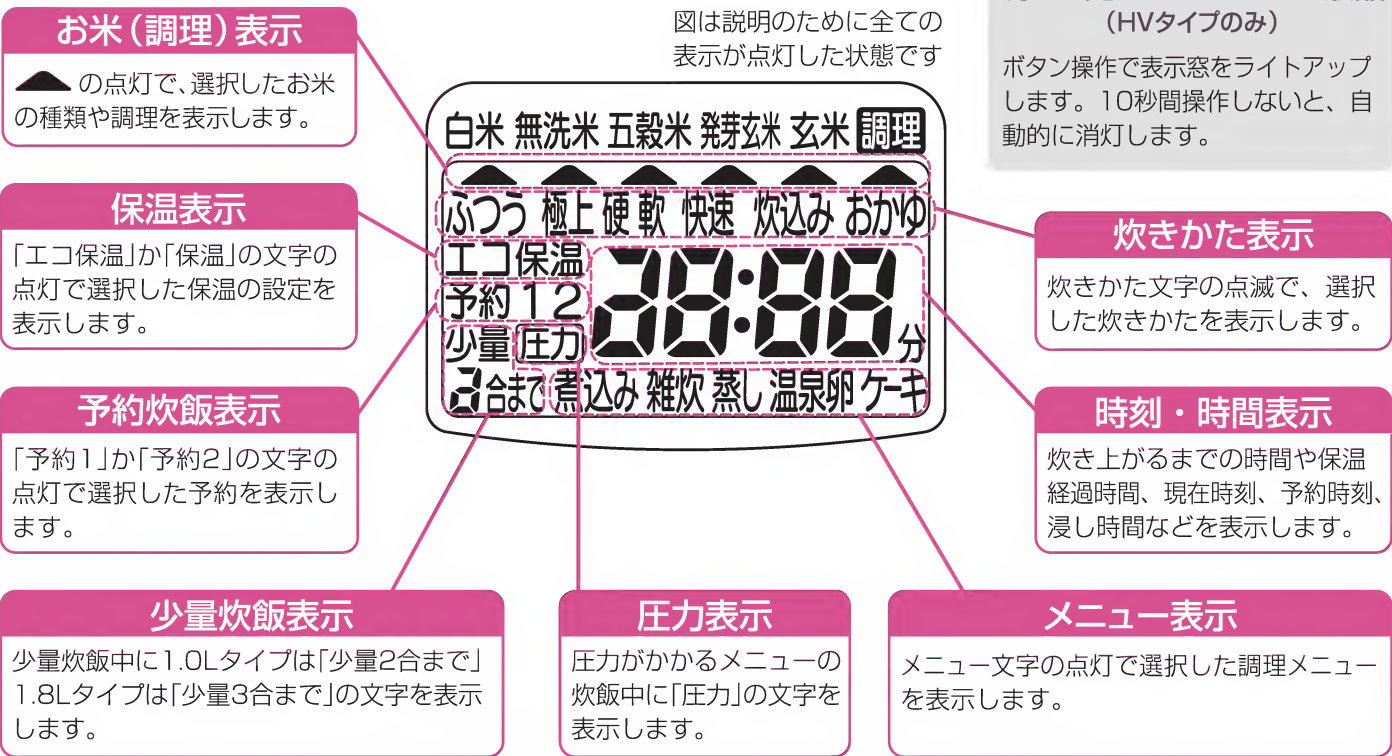 お米(調理)表示
▲の点灯で、選択したお米
の種類や調理を表示します。
保温表示
「エコ保温」か「保温」の文字の
点灯で選択した保温の設定を
表示します。
予約炊飯表示
「予約1」か「予約2」の文字の
点灯で選択した予約を表示し
ます。
図は説明のために全ての
表示が点灯した状態です
白米 無洗米 五穀米 発芽玄米 玄米 調理
ふつう 極上 硬 軟 快速 炊込み おかゆ
エコ保温
予約 1 2
38:88分
少量 圧力
2合まで 煮込み 雑炊 蒸し 温泉卵 ケーキ
(HVタイプのみ)
ボタン操作で表示窓をライトアップ
します。10秒間操作しないと、自
動的に消灯します。
炊きかた表示
炊きかた文字の点滅で、選択
した炊きかたを表示します。
時刻・時間表示
炊き上がるまでの時間や保温
経過時間、現在時刻、予約時刻、
浸し時間などを表示します。
少量炊飯表示
少量炊飯中に1.0Lタイプは「少量2合まで」
1.8Lタイプは「少量3合まで」の文字を表示
します。
圧力表示
圧力がかかるメニューの
炊飯中に「圧力」の文字を
表示します。
メニュー表示
メニュー文字の点灯で選択した調理メニュー
を表示します。